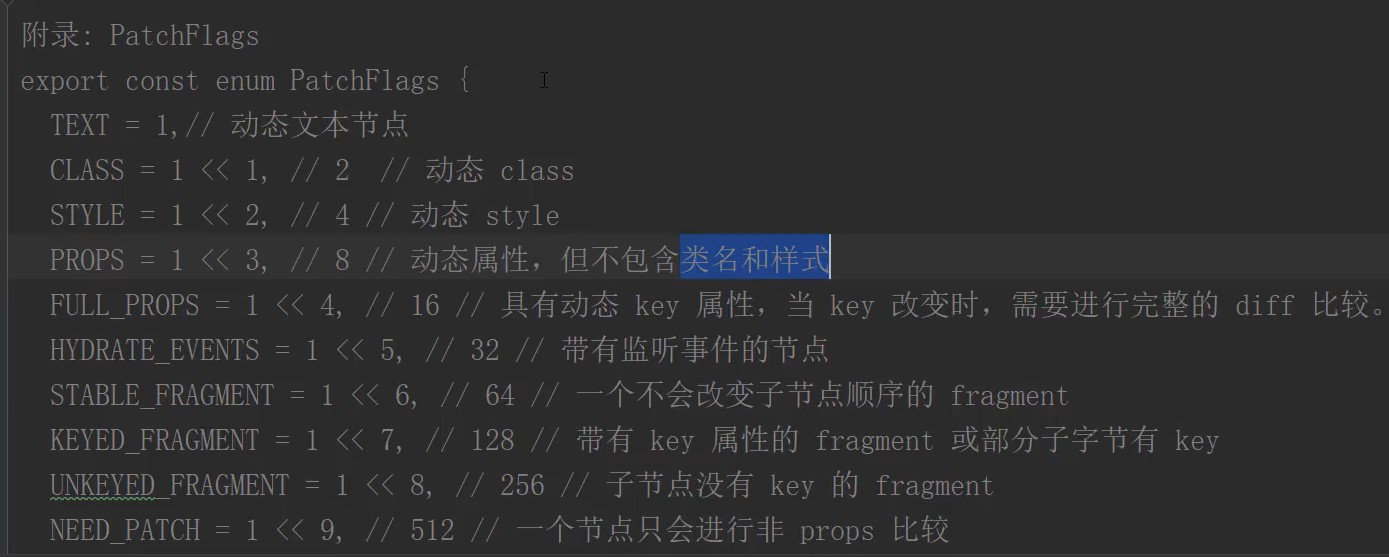 附录: PatchFlags
export const enum PatchFlags {
TEXT = 1,// 动态文本节点
CLASS = 1 << 1, // 2  // 动态 class
STYLE = 1 << 2, // 4 // 动态 style
PROPS = 1 << 3, // 8 // 动态属性，但不包含类名和样式
FULL_PROPS = 1 << 4, // 16 // 具有动态 key 属性，当 key 改变时，需要进行完整的 diff 比较。
HYDRATE_EVENTS = 1 << 5, // 32 // 带有监听事件的节点
STABLE_FRAGMENT = 1 << 6, // 64 // 一个不会改变子节点顺序的 fragment
KEYED_FRAGMENT = 1 << 7, // 128 // 带有 key 属性的 fragment 或部分子字节有 key
UNKEYED_FRAGMENT = 1 << 8, // 256 // 子节点没有 key 的 fragment
NEED_PATCH = 1 << 9, // 512 // 一个节点只会进行非 props 比较